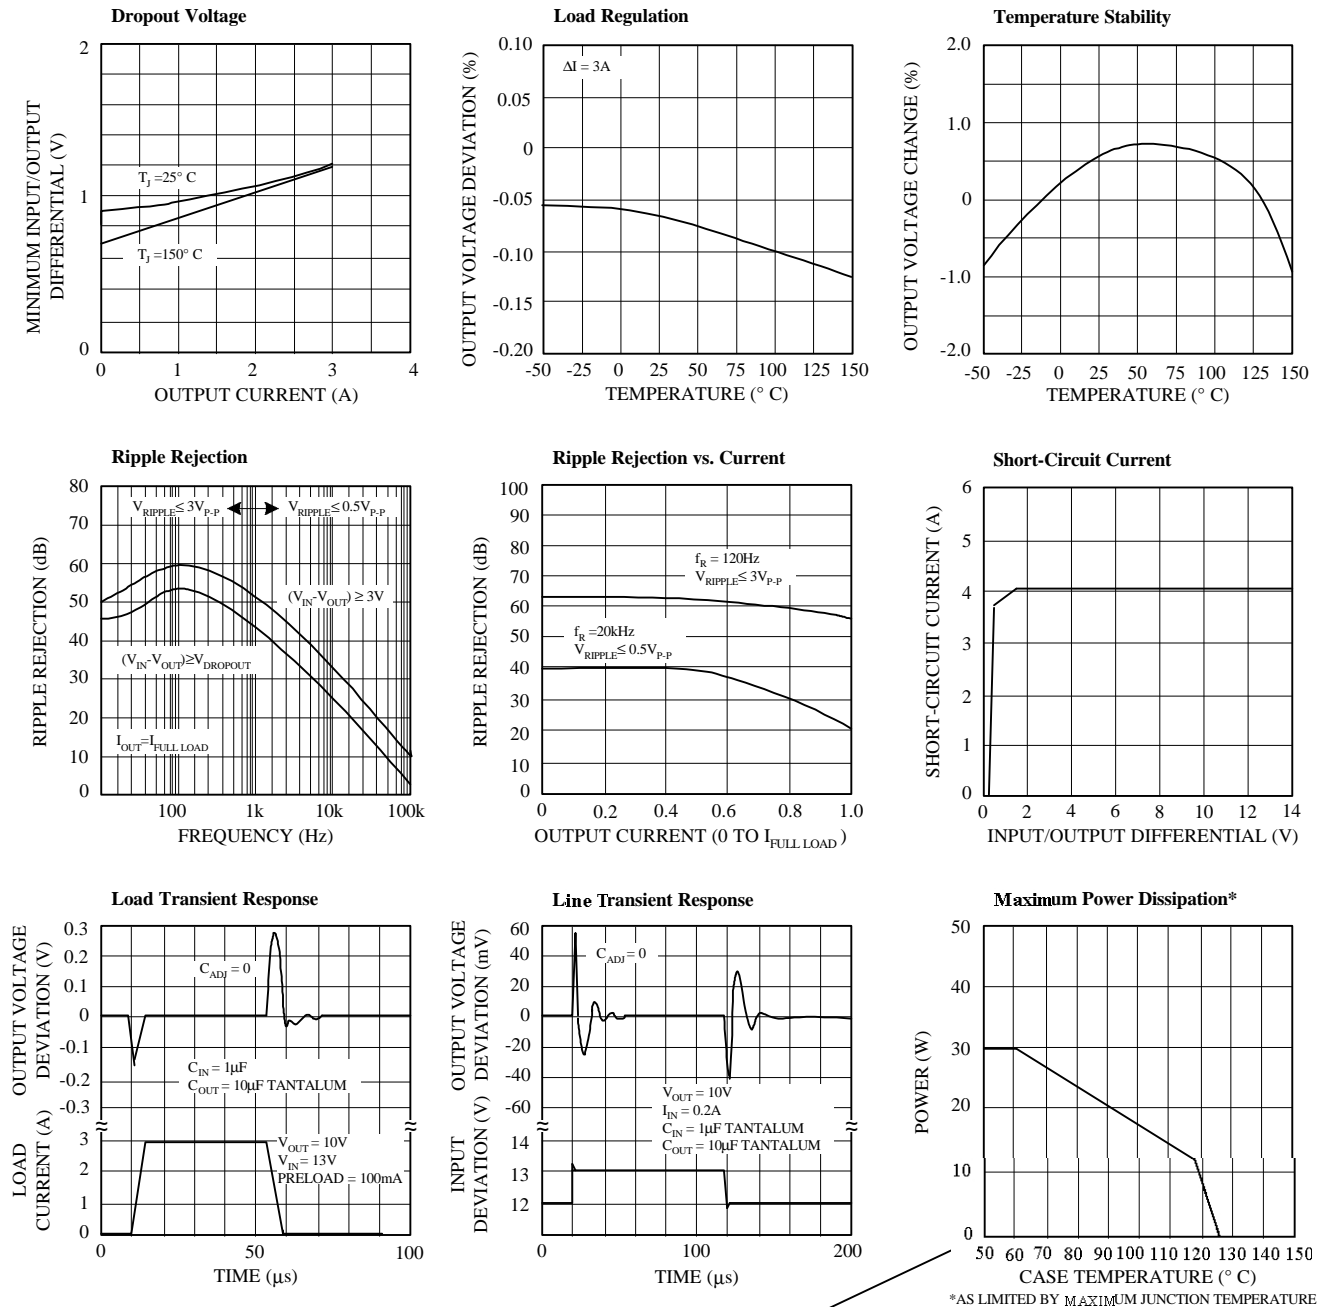 Dropout Voltage
2
1
0
MINIMUM INPUT/OUTPUT
DIFFERENTIAL (V)
TJ =25° C
TJ =150° C
0 1 2 3 4
OUTPUT CURRENT (A)
Load Regulation
0.10
0.05
0
-0.05
-0.10
-0.15
-0.20
OUTPUT VOLTAGE DEVIATION (%)
ΔI = 3A
-50 -25 0 25 50 75 100 125 150
TEMPERATURE (° C)
Temperature Stability
2.0
1.0
0
-1.0
-2.0
OUTPUT VOLTAGE CHANGE (%)
-50 -25 0 25 50 75 100 125 150
TEMPERATURE (° C)
Ripple Rejection
80
70
60
50
40
30
20
10
0
RIPPLE REJECTION (dB)
VRIPPLE≤ 3VP-P
VRIPPLE≤0.5VP-P
(VIN-VOUT) ≥ 3V
(VIN-VOUT)≥VDROPOUT
IOUT=IFULL LOAD
100 1k 10k 100k
FREQUENCY (Hz)
Ripple Rejection vs. Current
100
90
80
70
60
50
40
30
20
10
0
RIPPLE REJECTION (dB)
fR = 120Hz
VRIPPLE≤ 3VP-P
fR =20kHz
VRIPPLE≤ 0.5VP-P
0 0.2 0.4 0.6 0.8 1.0
OUTPUT CURRENT (0 TO IFULL LOAD )
Short-Circuit Current
6
5
4
3
2
1
0
SHORT-CIRCUIT CURRENT (A)
0 2 4 6 8 10 12 14
INPUT/OUTPUT DIFFERENTIAL (V)
Load Transient Response
0.3
0.2
0.1
0
-0.1
-0.2
-0.3
OUTPUT VOLTAGE
DEVIATION (V)
CADJ = 0
CIN = 1μF
COUT = 10μF TANTALUM
3
2
1
0
LOAD
CURRENT (A)
VOUT = 10V
VIN = 13V
PRELOAD = 100mA
0 50 100
TIME (μs)
Line Transient Response
60
40
20
0
-20
-40
-60
OUTPUT VOLTAGE
DEVIATION (mV)
CADJ = 0
VOUT = 10V
IIN = 0.2A
CIN = 1μF TANTALUM
COUT = 10μF TANTALUM
14
13
12
INPUT
DEVIATION (V)
0 100 200
TIME (μs)
Maximum Power Dissipation*
50
40
30
20
10
0
POWER (W)
50 60 70 80 90 100 110 120 130 140 150
CASE TEMPERATURE (° C)
*AS LIMITED BY MAXIMUM JUNCTION TEMPERATURE